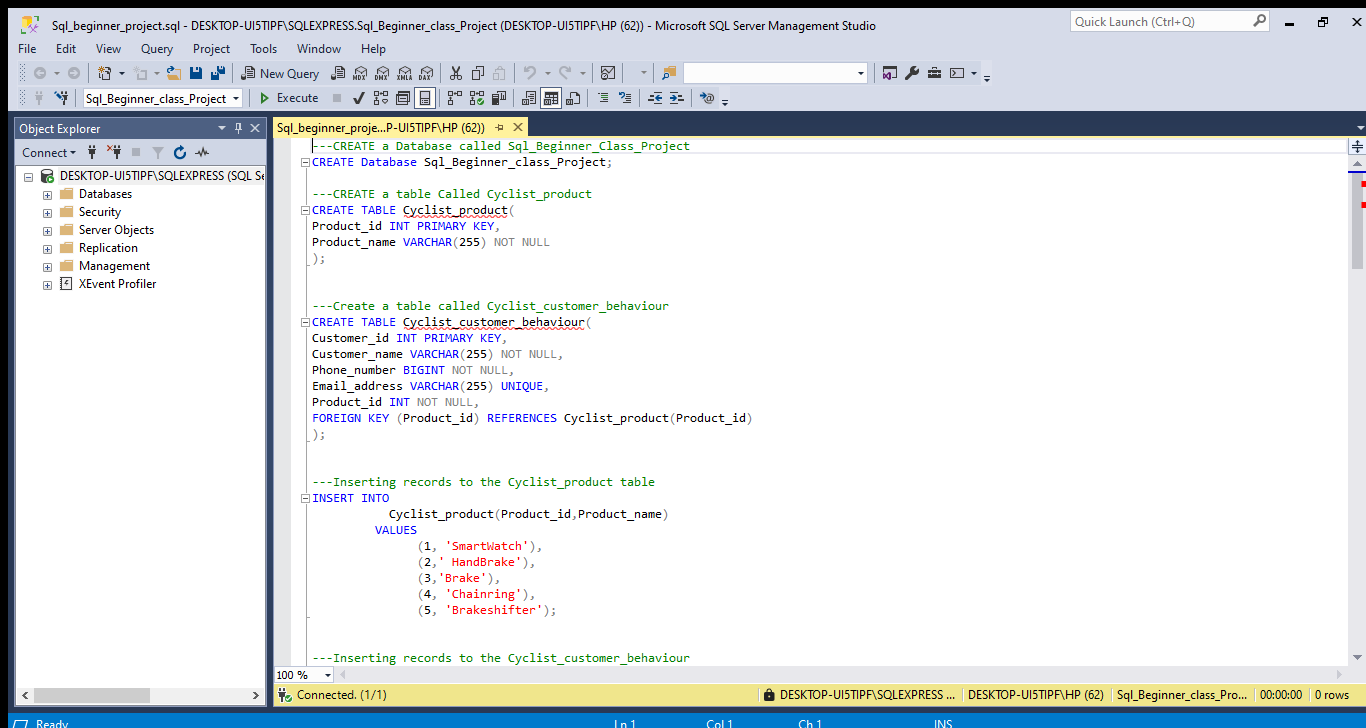 Sql_beginner_project.sql - DESKTOP-UI5TIPF\SQLEXPRESS.Sql_Beginner_class_Project (DESKTOP-UI5TIPF\HP (62)) - Microsoft SQL Server Management Studio
Quick Launch (Ctrl+Q)
File Edit View Query Project Tools Window Help
New Query MDX DMX XMLA DAX
Sql_Beginner_class_Project Execute
Object Explorer
Connect
DESKTOP-UI5TIPF\SQLEXPRESS (SQL Se
Databases
Security
Server Objects
Replication
Management
XEvent Profiler
Sql_beginner_proje...P-UI5TIPF\HP (62))
---CREATE a Database called Sql_Beginner_Class_Project
CREATE Database Sql_Beginner_class_Project;
---CREATE a table Called Cyclist_product
CREATE TABLE Cyclist_product(
Product_id INT PRIMARY KEY,
Product_name VARCHAR(255) NOT NULL
);
---Create a table called Cyclist_customer_behaviour
CREATE TABLE Cyclist_customer_behaviour(
Customer_id INT PRIMARY KEY,
Customer_name VARCHAR(255) NOT NULL,
Phone_number BIGINT NOT NULL,
Email_address VARCHAR(255) UNIQUE,
Product_id INT NOT NULL,
FOREIGN KEY (Product_id) REFERENCES Cyclist_product(Product_id)
);
---Inserting records to the Cyclist_product table
INSERT INTO
Cyclist_product(Product_id,Product_name)
VALUES
(1, 'SmartWatch'),
(2,' HandBrake'),
(3,'Brake'),
(4, 'Chainring'),
(5, 'Brakeshifter');
---Inserting records to the Cyclist_customer_behaviour
100 %
Connected. (1/1) DESKTOP-UI5TIPF\SQLEXPRESS ... DESKTOP-UI5TIPF\HP (62) Sql_Beginner_class_Pro... 00:00:00 0 rows
Ready Ln 1 Col 1 Ch 1 INS